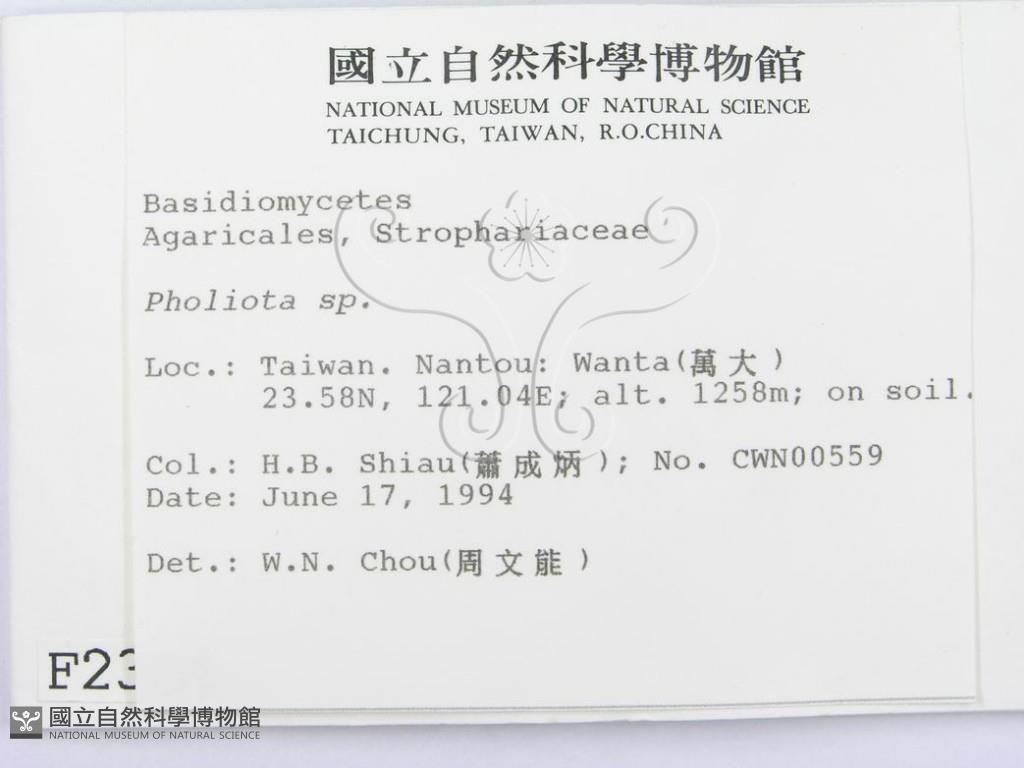 國立自然科學博物館
NATIONAL MUSEUM OF NATURAL SCIENCE
TAICHUNG, TAIWAN, R.O.CHINA
Basidiomycetes
Agaricales, Strophariaceae
Pholiota sp.
Loc.: Taiwan. Nantou: Wanta(萬大)
23.58N, 121.04E; alt. 1258m; on soil.
Col.: H.B. Shiau(蕭成炳); No. CWN00559
Date: June 17, 1994
Det.: W.N. Chou(周文能)
F23
國立自然科學博物館
NATIONAL MUSEUM OF NATURAL SCIENCE